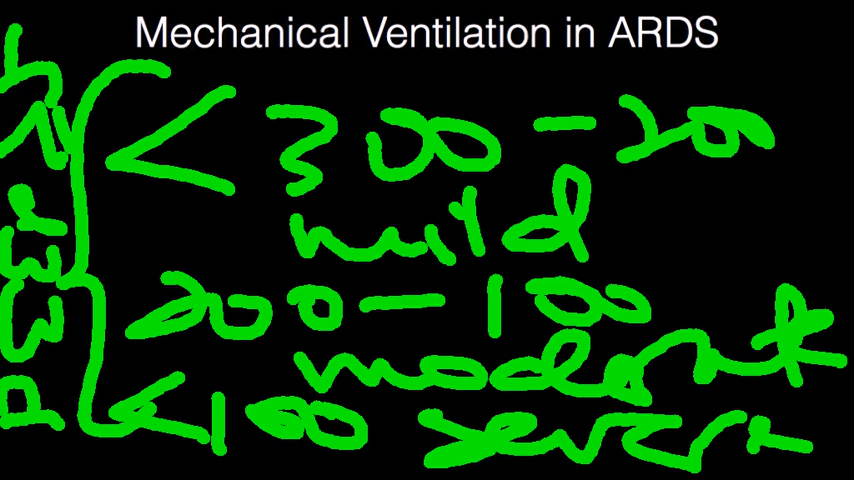 Mechanical Ventilation in ARDS
< 300 - 200
mild
200 - 100
moderate
< 100 severe